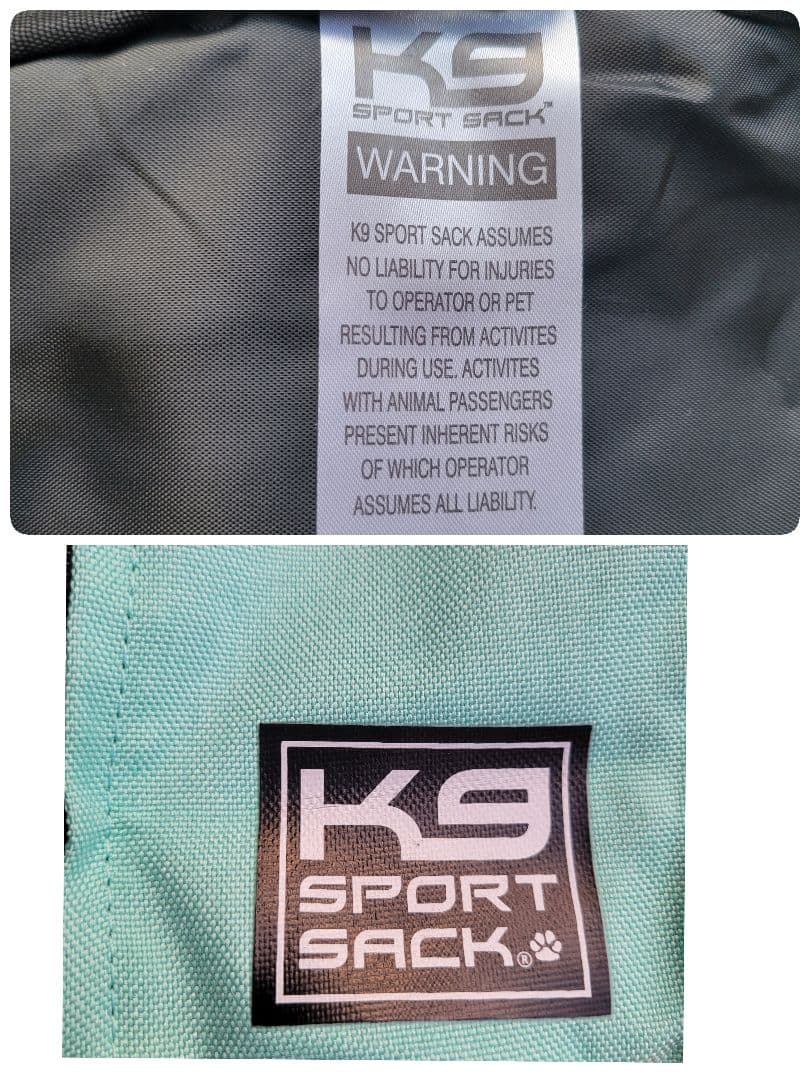 K9
SPORT SACK™
WARNING
K9 SPORT SACK ASSUMES
NO LIABILITY FOR INJURIES
TO OPERATOR OR PET
RESULTING FROM ACTIVITES
DURING USE. ACTIVITES
WITH ANIMAL PASSENGERS
PRESENT INHERENT RISKS
OF WHICH OPERATOR
ASSUMES ALL LIABILITY.
K9
SPORT
SACK®